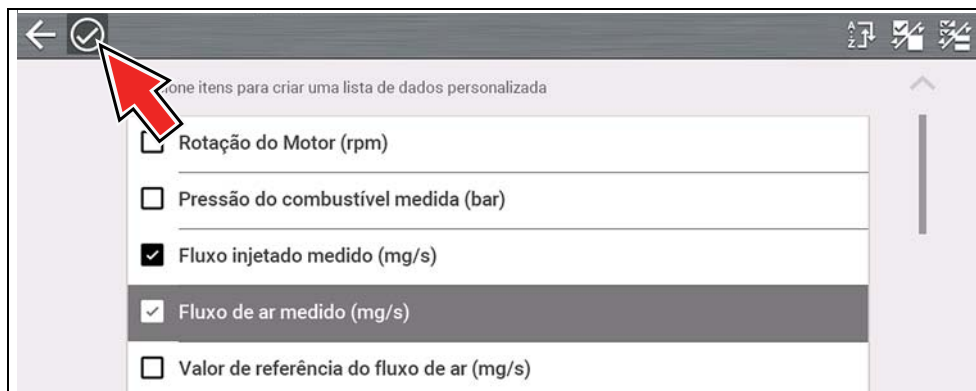 A
Z
itens para criar uma lista de dados personalizada
Rotação do Motor (rpm)
Pressão do combustível medida (bar)
Fluxo injetado medido (mg/s)
Fluxo de ar medido (mg/s)
Valor de referência do fluxo de ar (mg/s)